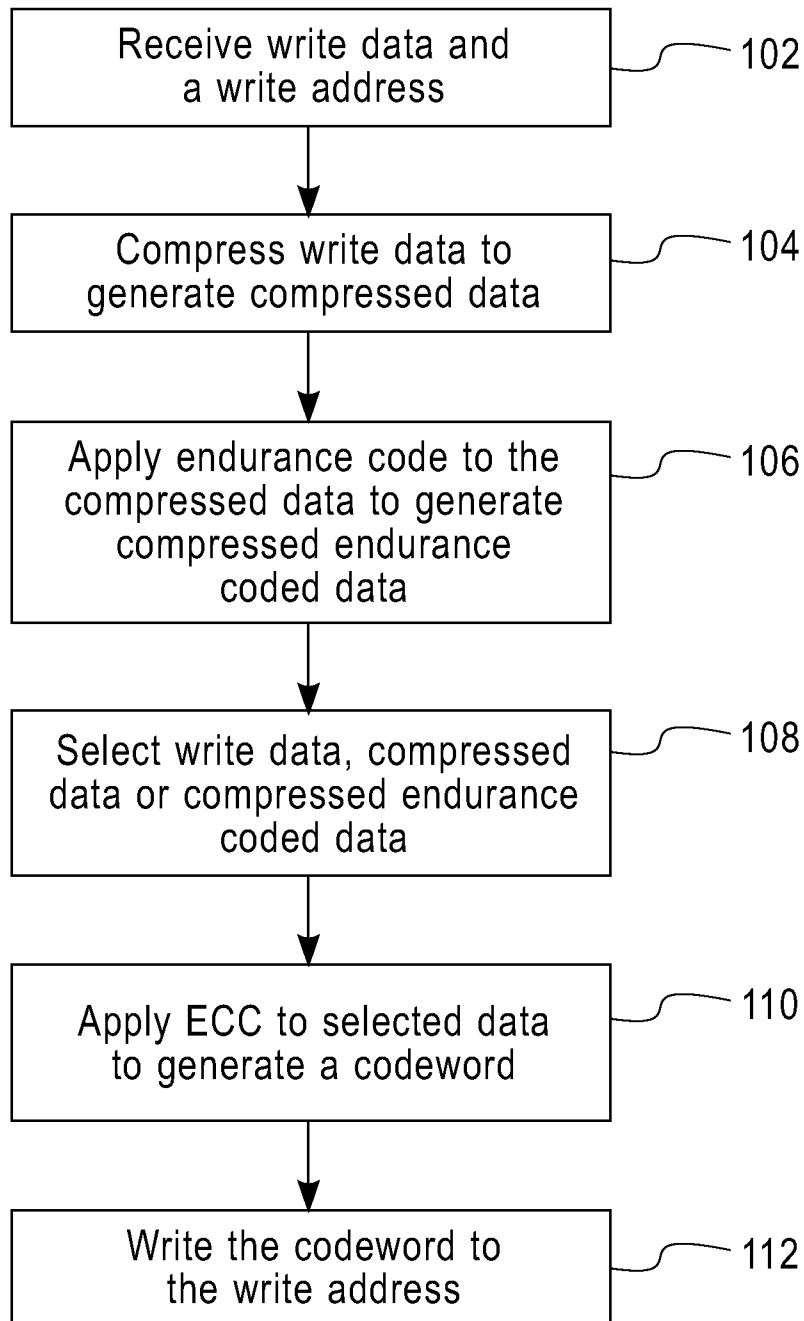 Receive write data and
a write address
102
Compress write data to
generate compressed data
104
Apply endurance code to the
compressed data to generate
compressed endurance
coded data
106
Select write data, compressed
data or compressed endurance
coded data
108
Apply ECC to selected data
to generate a codeword
110
Write the codeword to
the write address
112